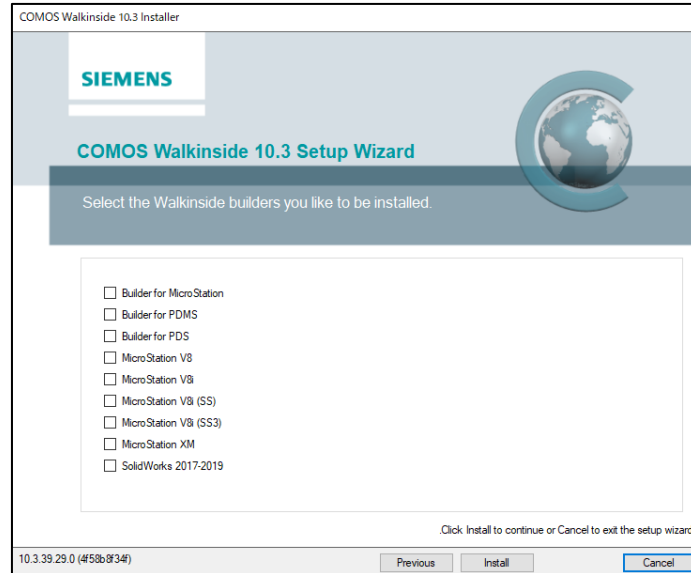 COMOS Walkinside 10.3 Installer
SIEMENS
COMOS Walkinside 10.3 Setup Wizard
Select the Walkinside builders you like to be installed.
Builder for MicroStation
Builder for PDMS
Builder for PDS
MicroStation V8
MicroStation V8i
MicroStation V8i (SS)
MicroStation V8i (SS3)
MicroStation XM
SolidWorks 2017-2019
.Click Install to continue or Cancel to exit the setup wizard
10.3.39.29.0 (4f58b8f34f)
Previous
Install
Cancel